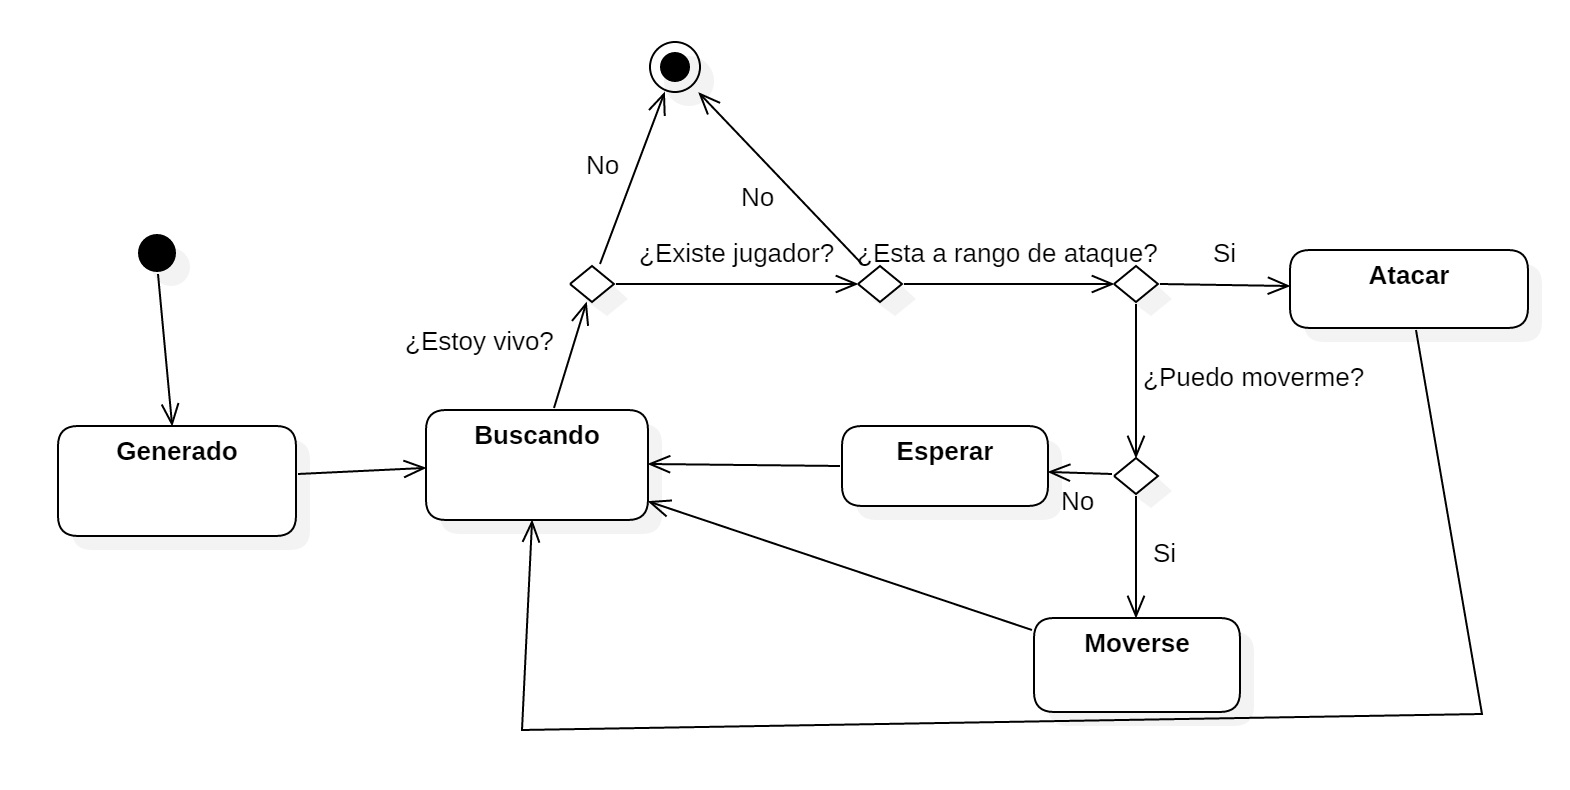 No
No
¿Existe jugador?
¿Esta a rango de ataque?
Si
Atacar
¿Estoy vivo?
¿Puedo moverme?
Generado
Buscando
Esperar
No
Si
Moverse